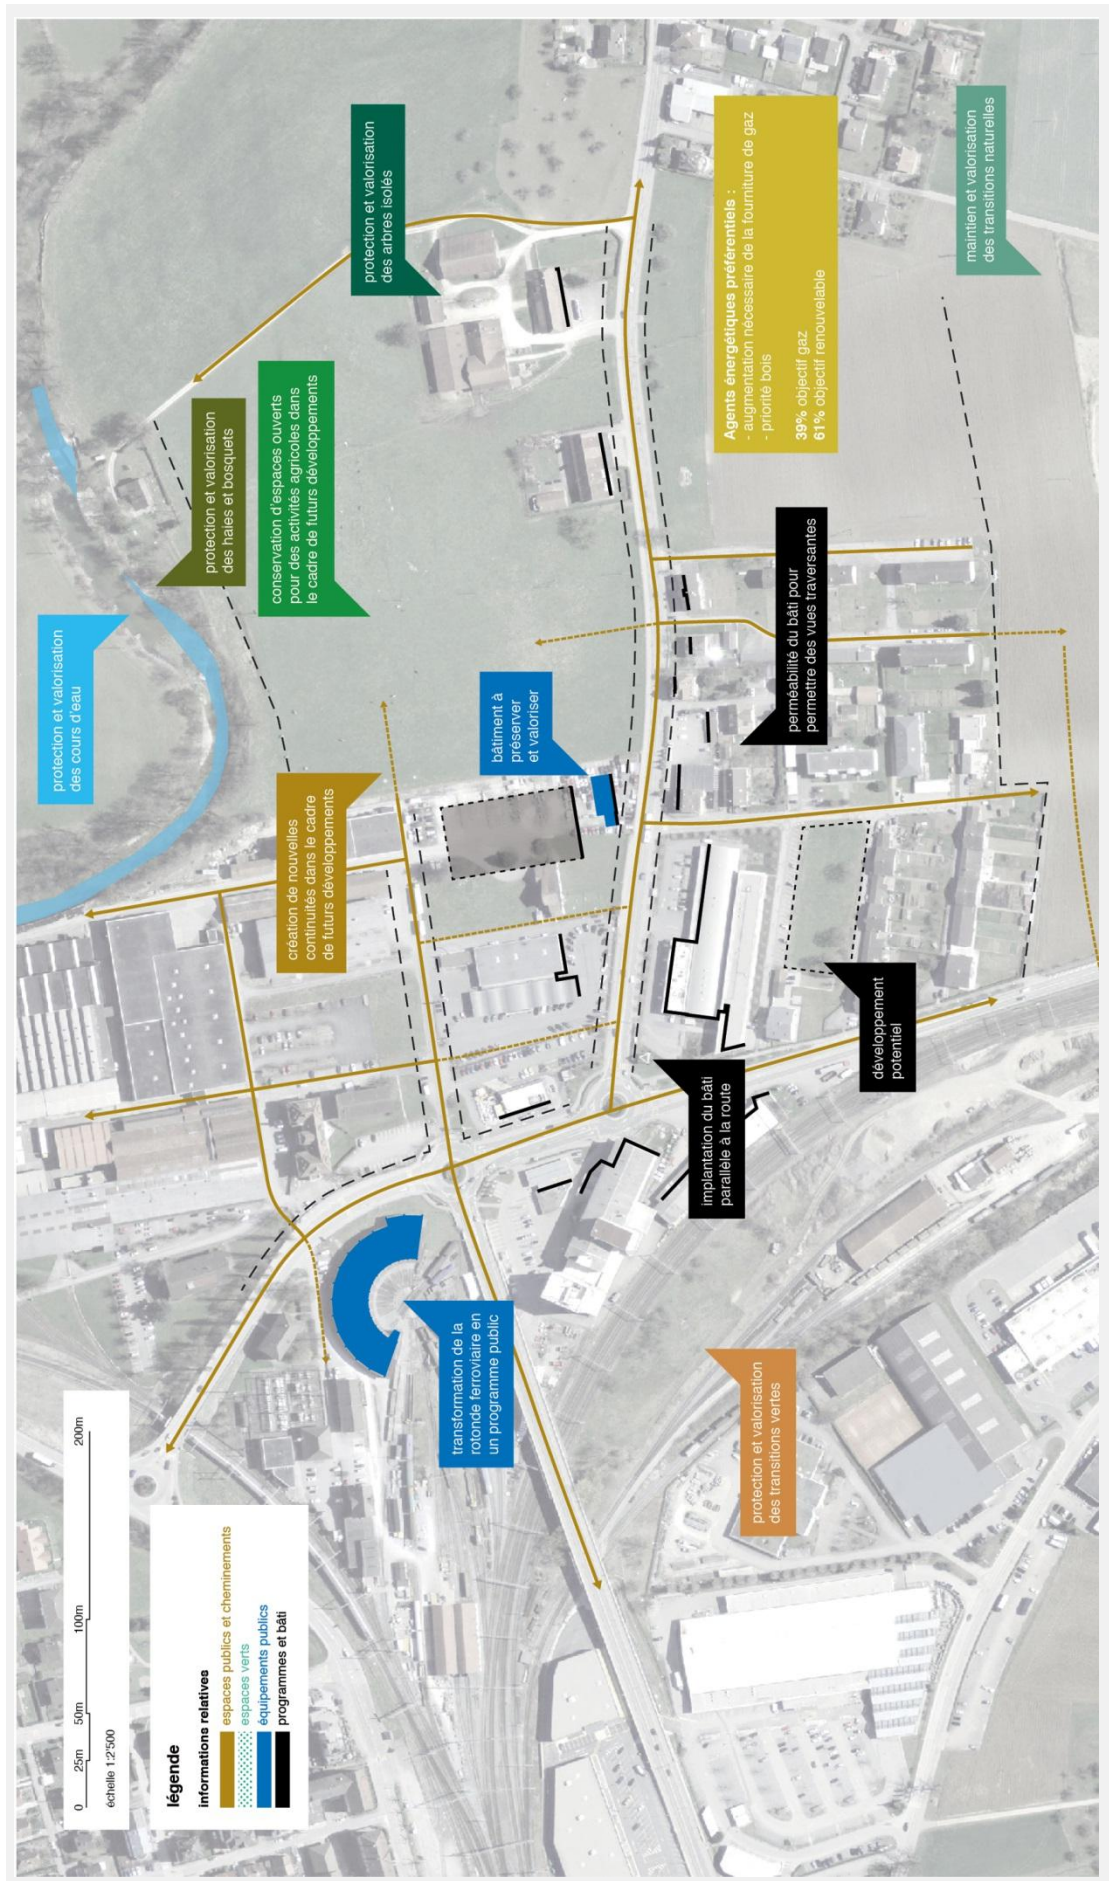 protection et valorisation
des cours d'eau
protection et valorisation
des haies et bosquets
conservation d'espaces ouverts
pour des activités agricoles dans
le cadre de futurs développements
protection et valorisation
des arbres isolés
création de nouvelles
continuités dans le cadre
de futurs développements
bâtiment à
préserver
et valoriser
transformation de la
rotonde ferroviaire en
un programme public
implantation du bâti
parallèle à la route
développement
potentiel
perméabilité du bâti pour
permettre des vues traversantes
Agents énergétiques préférentiels :
- augmentation nécessaire de la fourniture de gaz
- priorité bois
39% objectif gaz
61% objectif renouvelable
maintien et valorisation
des transitions naturelles
protection et valorisation
des transitions vertes
0 25m 50m 100m 200m
échelle 1:2'500
légende
informations relatives
espaces publics et cheminements
espaces verts
équipements publics
programmes et bâti